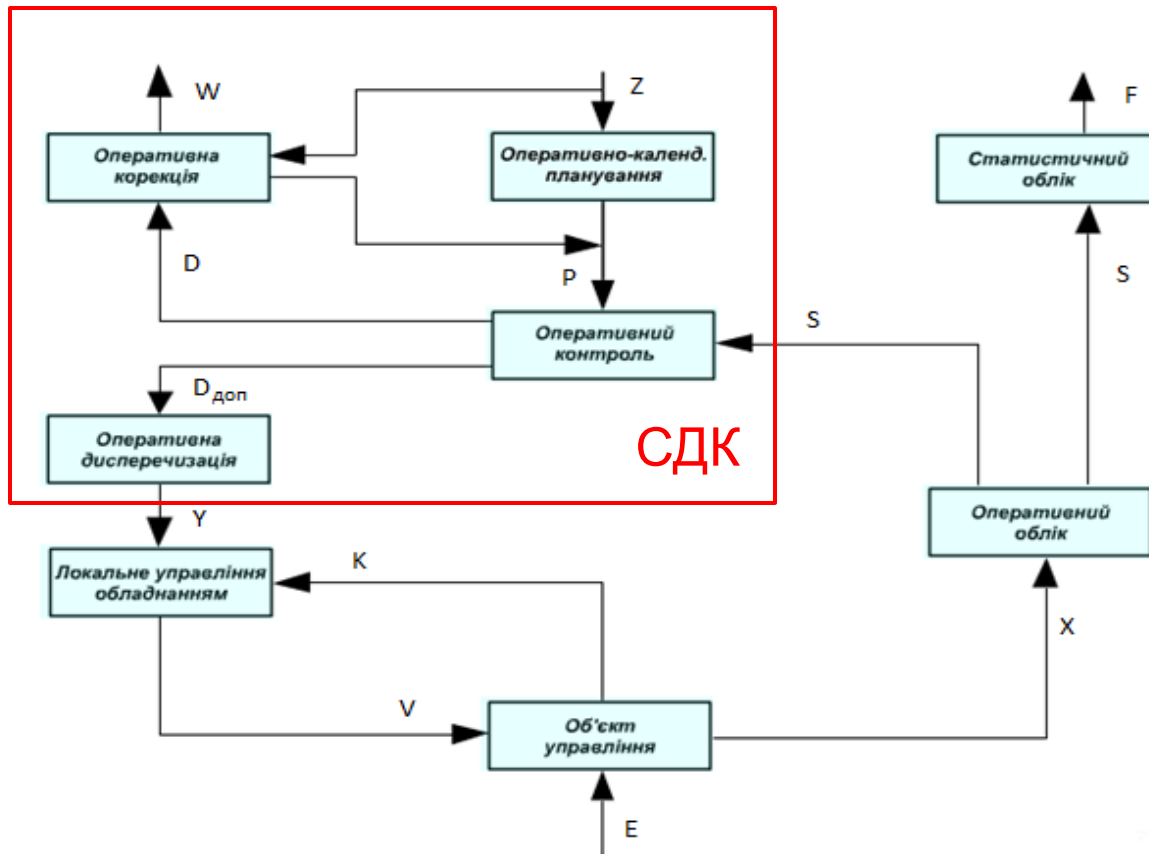 W
Z
F
Оперативна
корекція
Оперативно-календ.
планування
Статистичний
облік
D
P
S
S
Оперативний
контроль
Dдоп
Оперативна
дисперечизація
СДК
Оперативний
облік
Y
Локальне управління
обладнанням
K
X
V
Об'єкт
управління
E